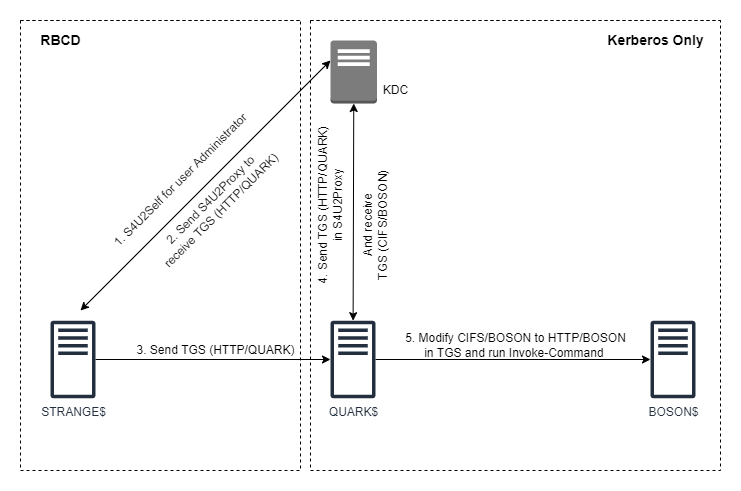 RBCD
Kerberos Only
KDC
1. S4U2Self for user Administrator
2. Send S4U2Proxy to
receive TGS (HTTP/QUARK)
4. Send TGS (HTTP/QUARK)
in S4U2Proxy
And receive
TGS (CIFS/BOSON)
3. Send TGS (HTTP/QUARK)
5. Modify CIFS/BOSON to HTTP/BOSON
in TGS and run Invoke-Command
STRANGE$
QUARK$
BOSON$